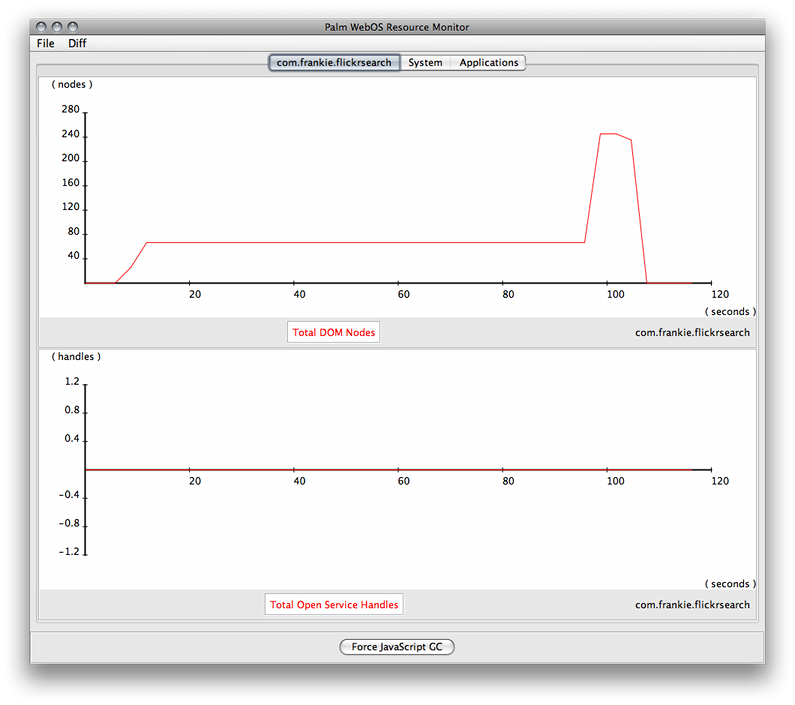 Palm WebOS Resource Monitor
File Diff
com.frankie.flickrsearch System Applications
( nodes )
280
240
200
160
120
80
40
20 40 60 80 100 120
( seconds )
Total DOM Nodes com.frankie.flickrsearch
( handles )
1.2
0.8
0.4
20 40 60 80 100 120
-0.4
-0.8
-1.2
( seconds )
Total Open Service Handles com.frankie.flickrsearch
Force JavaScript GC